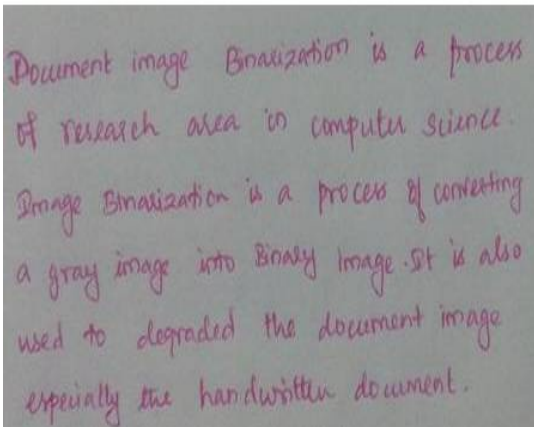 Document image Binarization is a process
of research area in computer science.
Image Binarization is a process of converting
a gray image into Binary Image. It is also
used to degraded the document image
especially the handwritten document.